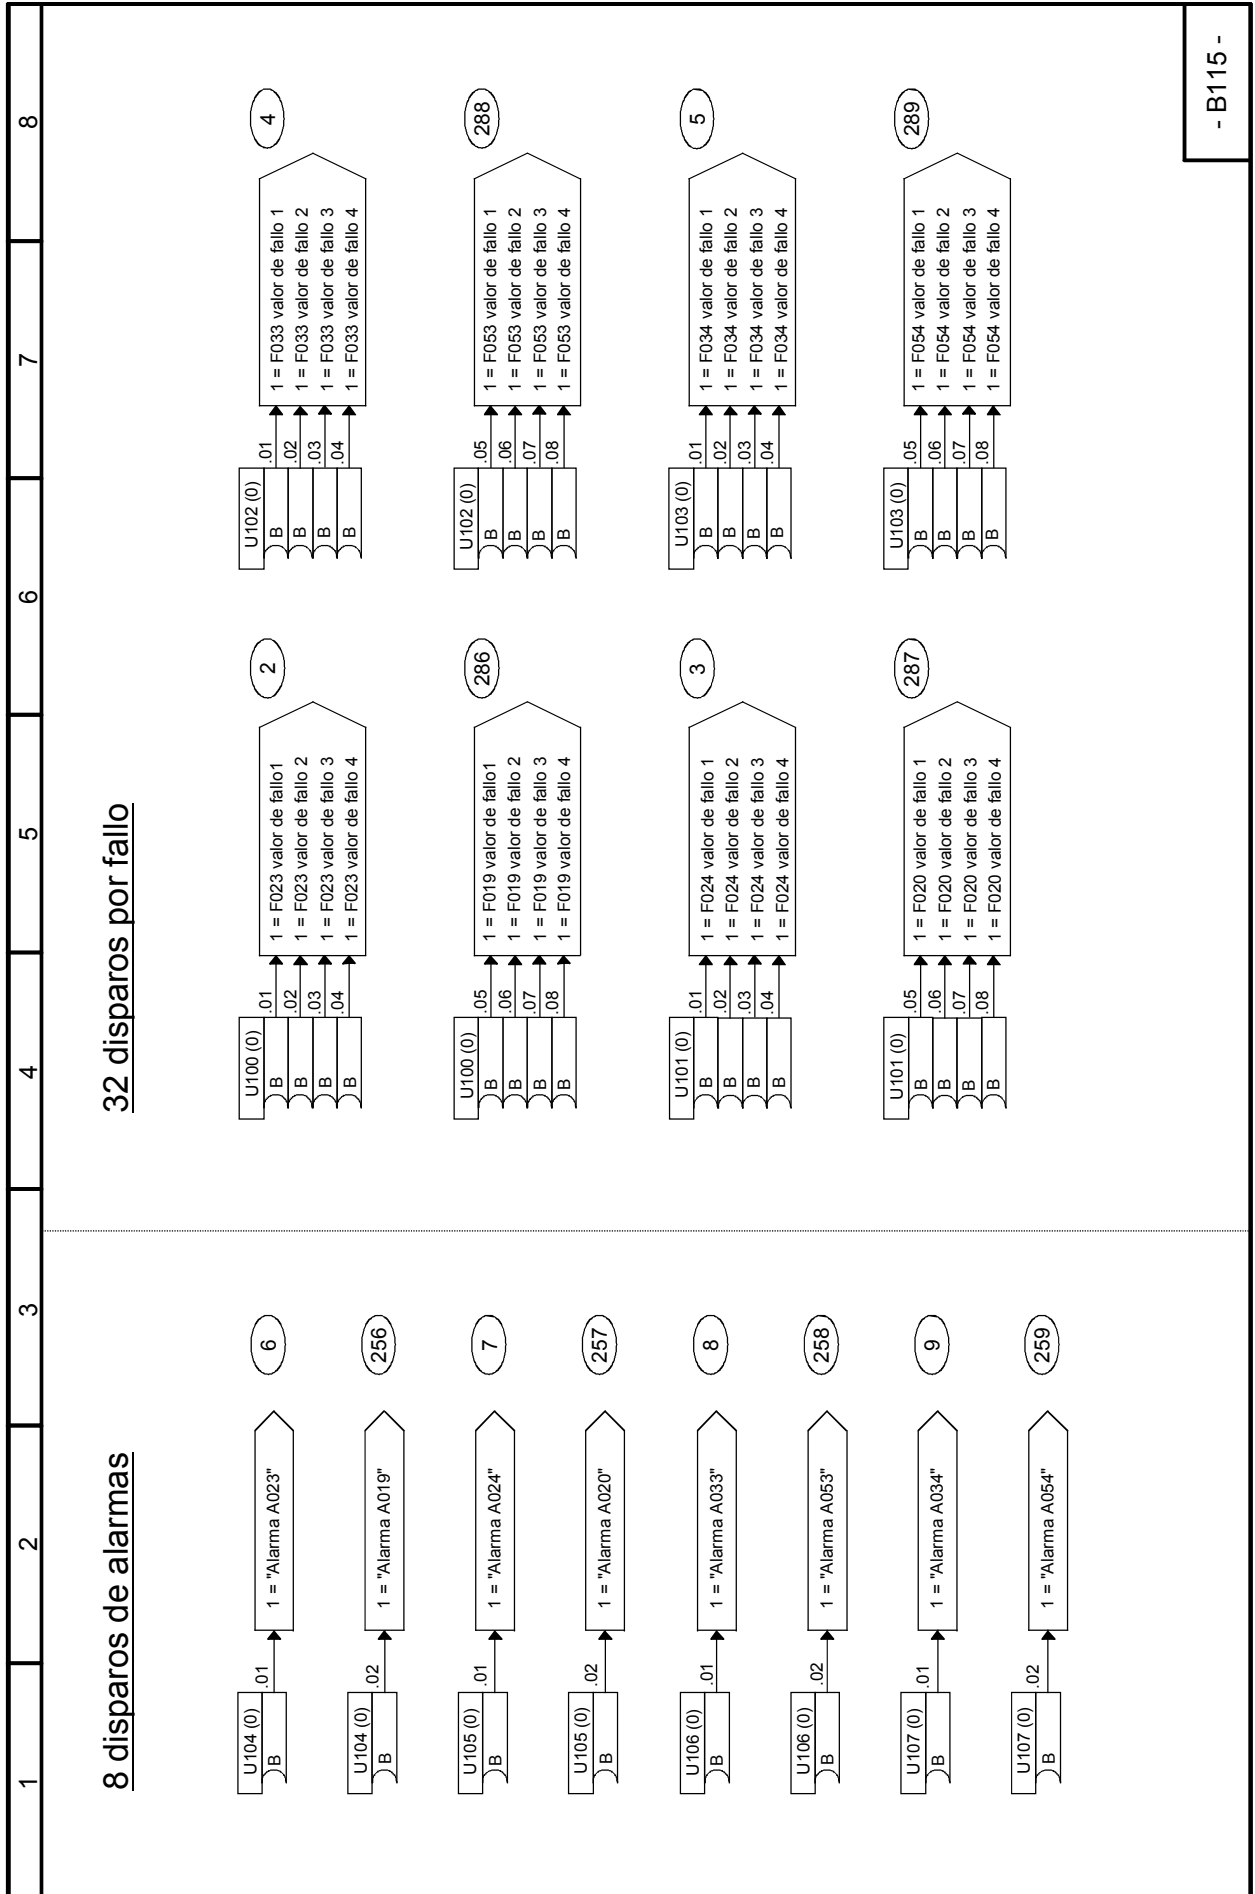 1
2
3
4
5
6
7
8
8 disparos de alarmas
U104 (0)
B
.01
1 = "Alarma A023"
6
U104 (0)
B
.02
1 = "Alarma A019"
256
U105 (0)
B
.01
1 = "Alarma A024"
7
U105 (0)
B
.02
1 = "Alarma A020"
257
U106 (0)
B
.01
1 = "Alarma A033"
8
U106 (0)
B
.02
1 = "Alarma A053"
258
U107 (0)
B
.01
1 = "Alarma A034"
9
U107 (0)
B
.02
1 = "Alarma A054"
259
32 disparos por fallo
U100 (0)
2
B .01 1 = F023 valor de fallo1
B .02 1 = F023 valor de fallo 2
B .03 1 = F023 valor de fallo 3
B .04 1 = F023 valor de fallo 4
U100 (0)
286
B .05 1 = F019 valor de fallo1
B .06 1 = F019 valor de fallo 2
B .07 1 = F019 valor de fallo 3
B .08 1 = F019 valor de fallo 4
U101 (0)
3
B .01 1 = F024 valor de fallo 1
B .02 1 = F024 valor de fallo 2
B .03 1 = F024 valor de fallo 3
B .04 1 = F024 valor de fallo 4
U101 (0)
287
B .05 1 = F020 valor de fallo 1
B .06 1 = F020 valor de fallo 2
B .07 1 = F020 valor de fallo 3
B .08 1 = F020 valor de fallo 4
U102 (0)
4
B .01 1 = F033 valor de fallo 1
B .02 1 = F033 valor de fallo 2
B .03 1 = F033 valor de fallo 3
B .04 1 = F033 valor de fallo 4
U102 (0)
288
B .05 1 = F053 valor de fallo 1
B .06 1 = F053 valor de fallo 2
B .07 1 = F053 valor de fallo 3
B .08 1 = F053 valor de fallo 4
U103 (0)
5
B .01 1 = F034 valor de fallo 1
B .02 1 = F034 valor de fallo 2
B .03 1 = F034 valor de fallo 3
B .04 1 = F034 valor de fallo 4
U103 (0)
289
B .05 1 = F054 valor de fallo 1
B .06 1 = F054 valor de fallo 2
B .07 1 = F054 valor de fallo 3
B .08 1 = F054 valor de fallo 4
- B115 -